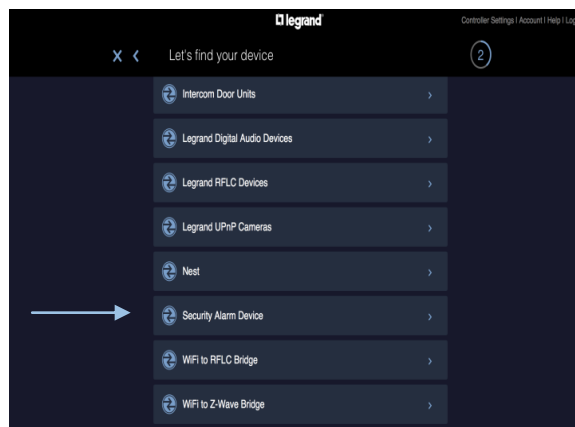 legrand
Controller Settings | Account | Help | Log
Let's find your device
2
Intercom Door Units
Legrand Digital Audio Devices
Legrand RFLC Devices
Legrand UPnP Cameras
Nest
Security Alarm Device
WiFi to RFLC Bridge
WiFi to Z-Wave Bridge